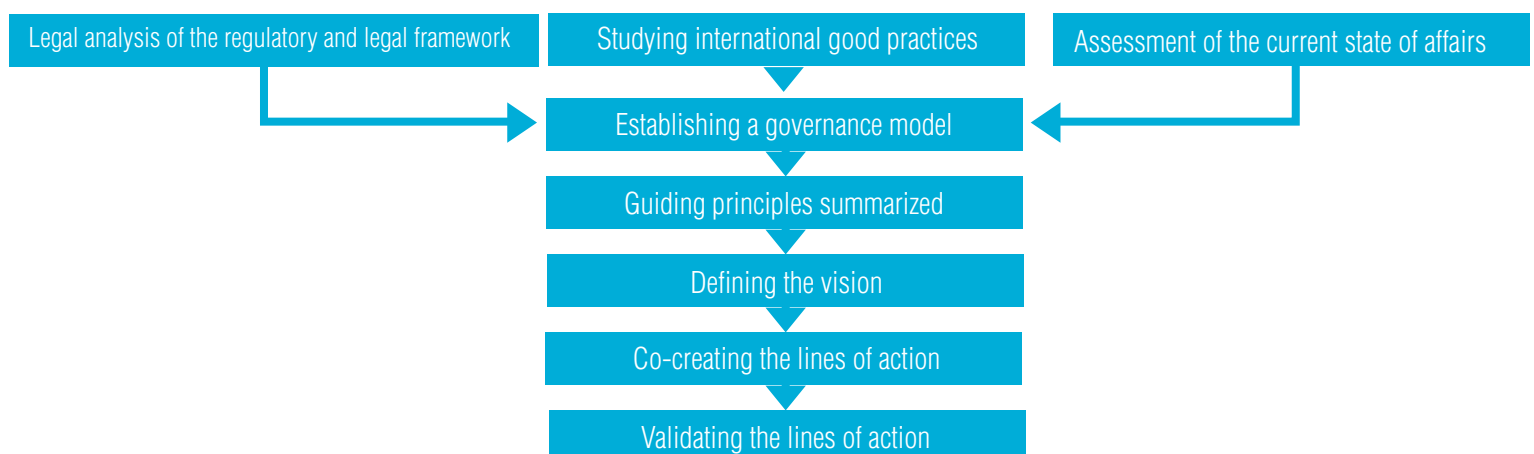 Legal analysis of the regulatory and legal framework
Studying international good practices
Assessment of the current state of affairs
Establishing a governance model
Guiding principles summarized
Defining the vision
Co-creating the lines of action
Validating the lines of action